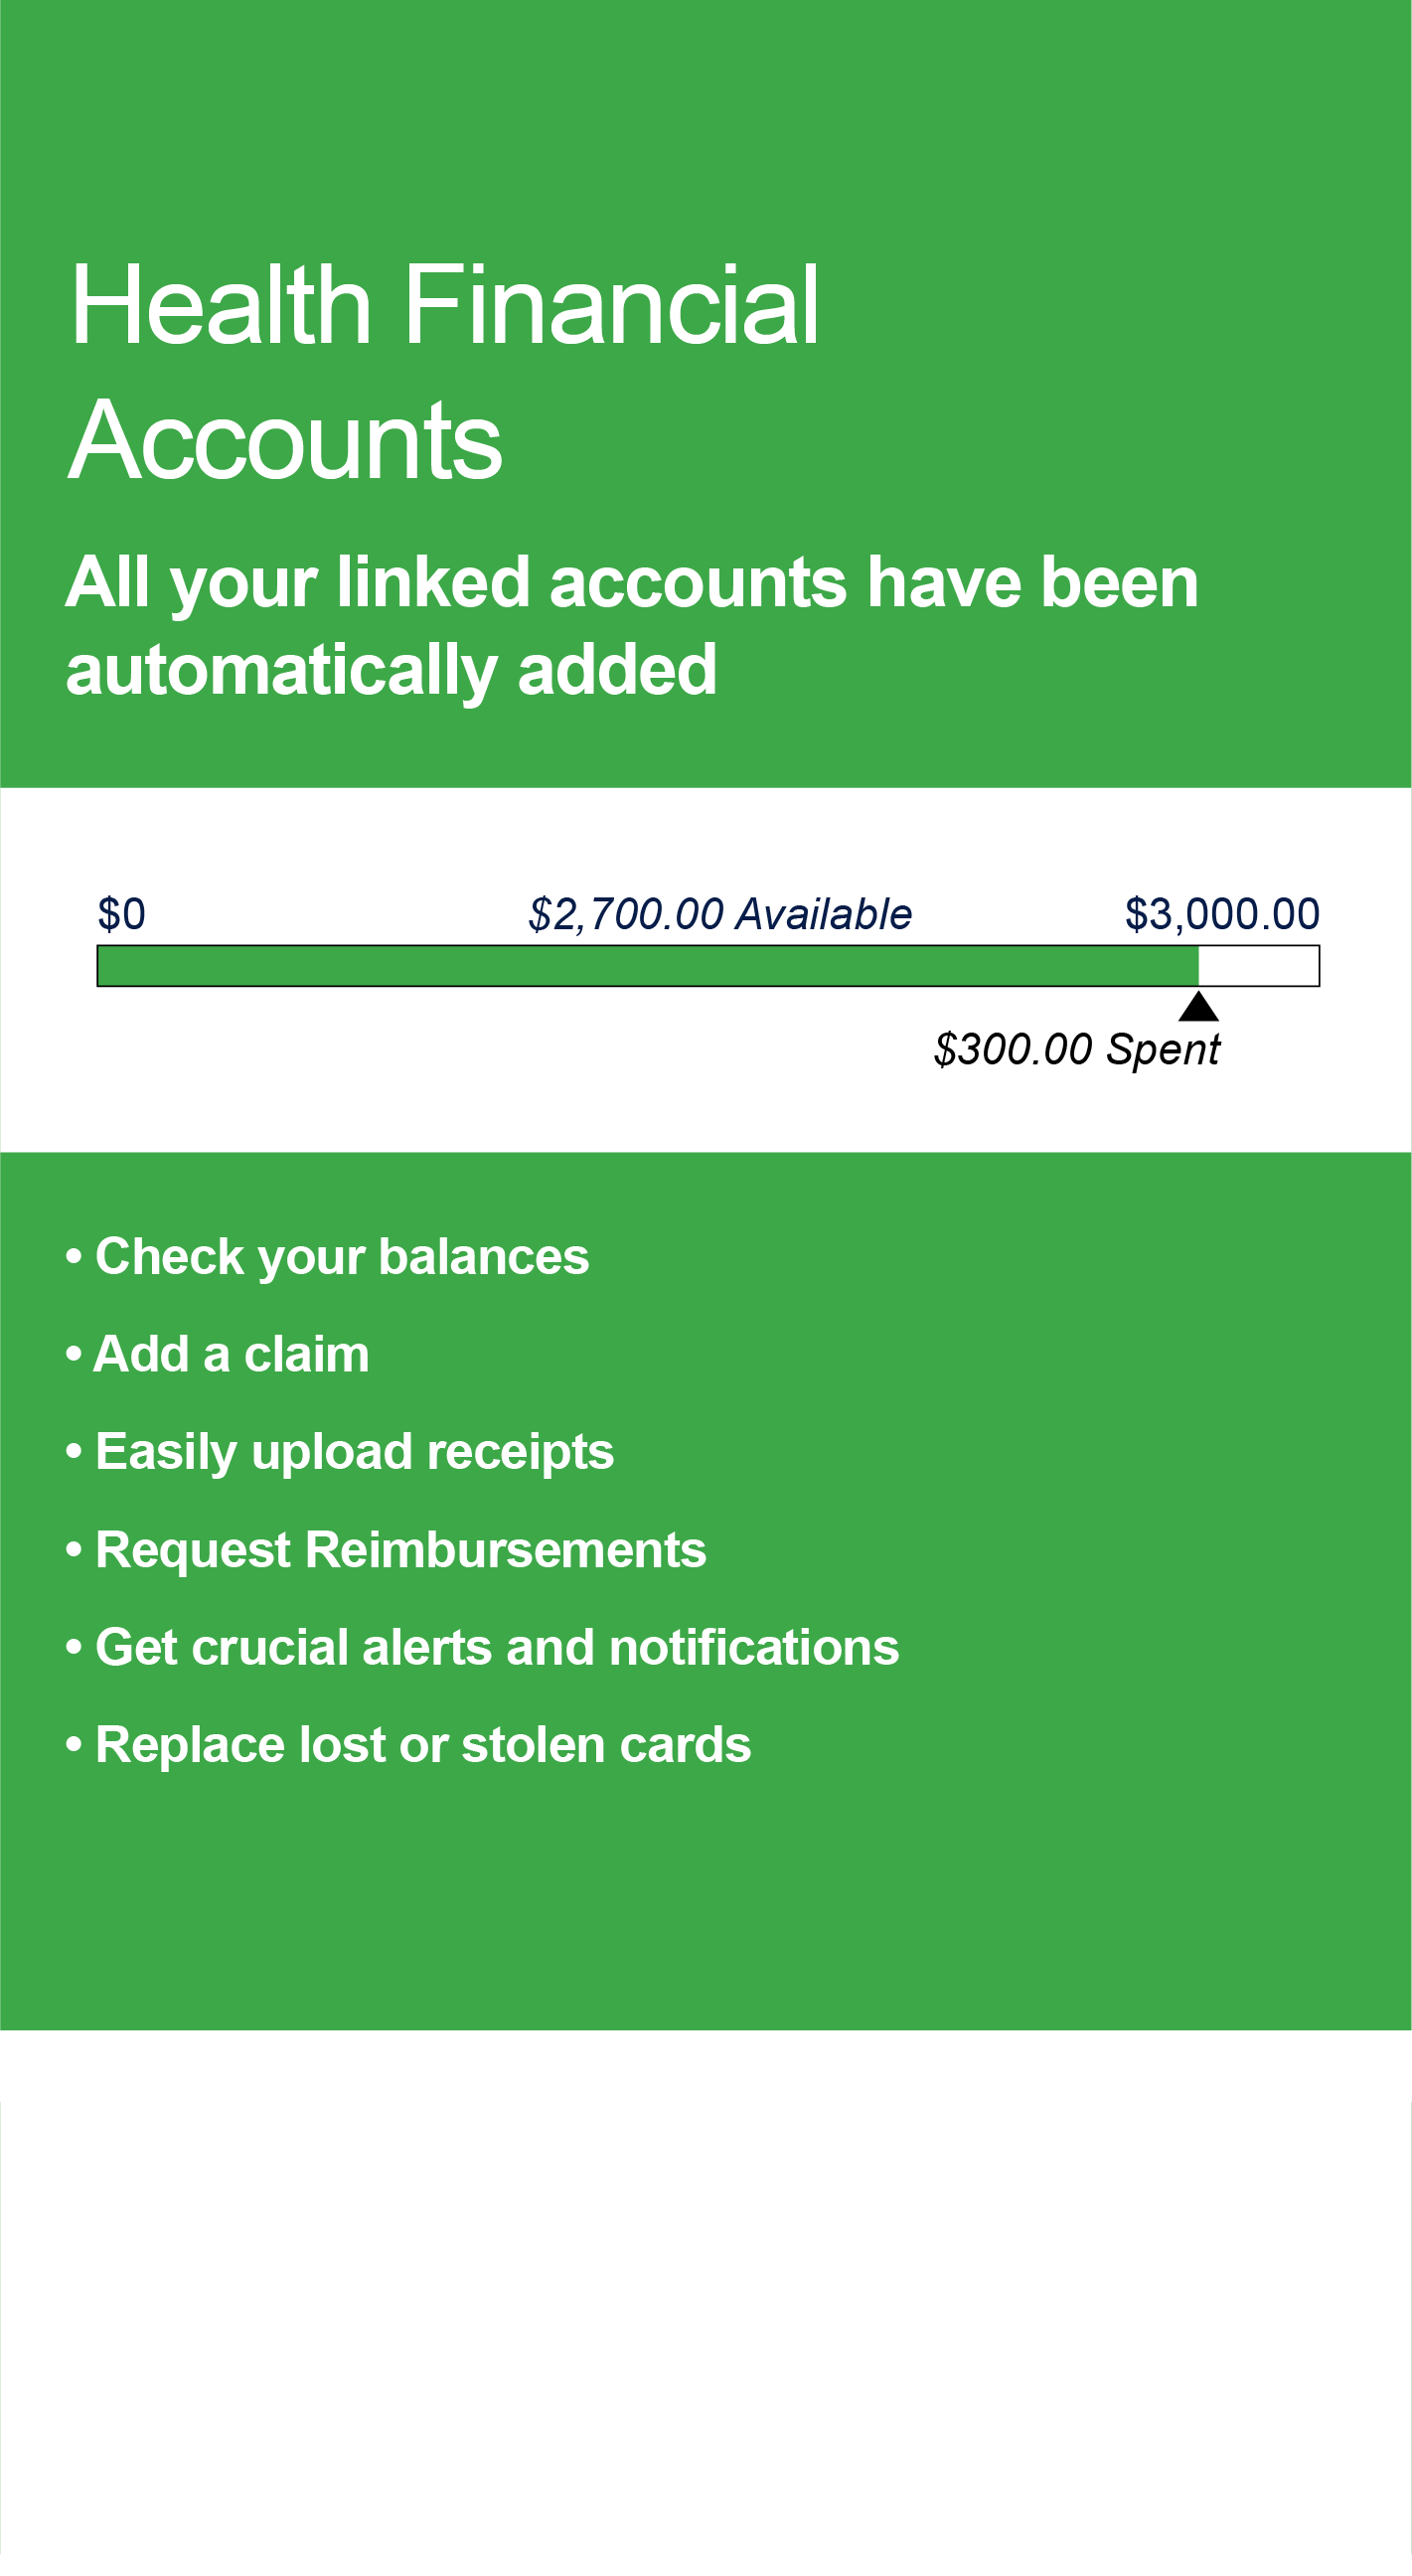 Health Financial
Accounts
All your linked accounts have been
automatically added
$0 $2,700.00 Available $3,000.00
$300.00 Spent
• Check your balances
• Add a claim
• Easily upload receipts
• Request Reimbursements
• Get crucial alerts and notifications
• Replace lost or stolen cards